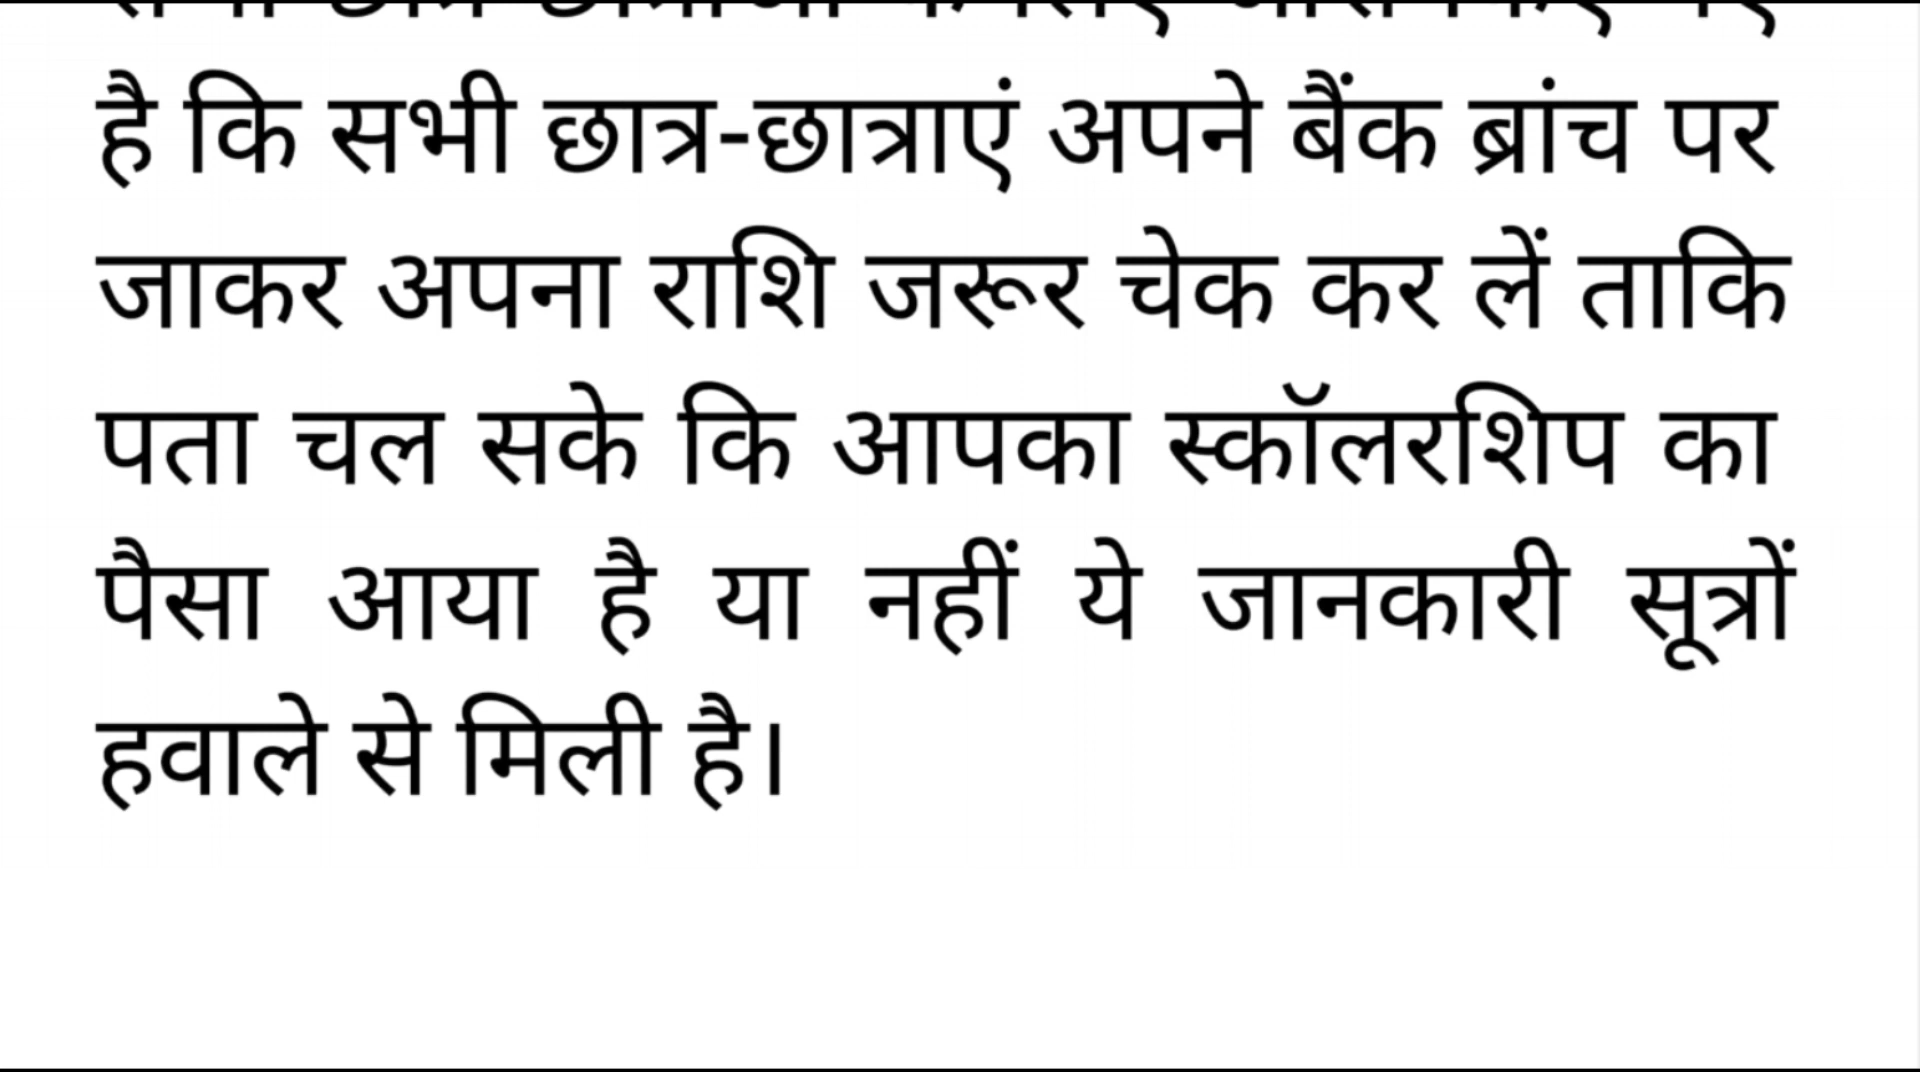 है कि सभी छात्र-छात्राएं अपने बैंक ब्रांच पर
जाकर अपना राशि जरूर चेक कर लें ताकि
पता चल सके कि आपका स्कॉलरशिप का
पैसा आया है या नहीं ये जानकारी सूत्रों
हवाले से मिली है।